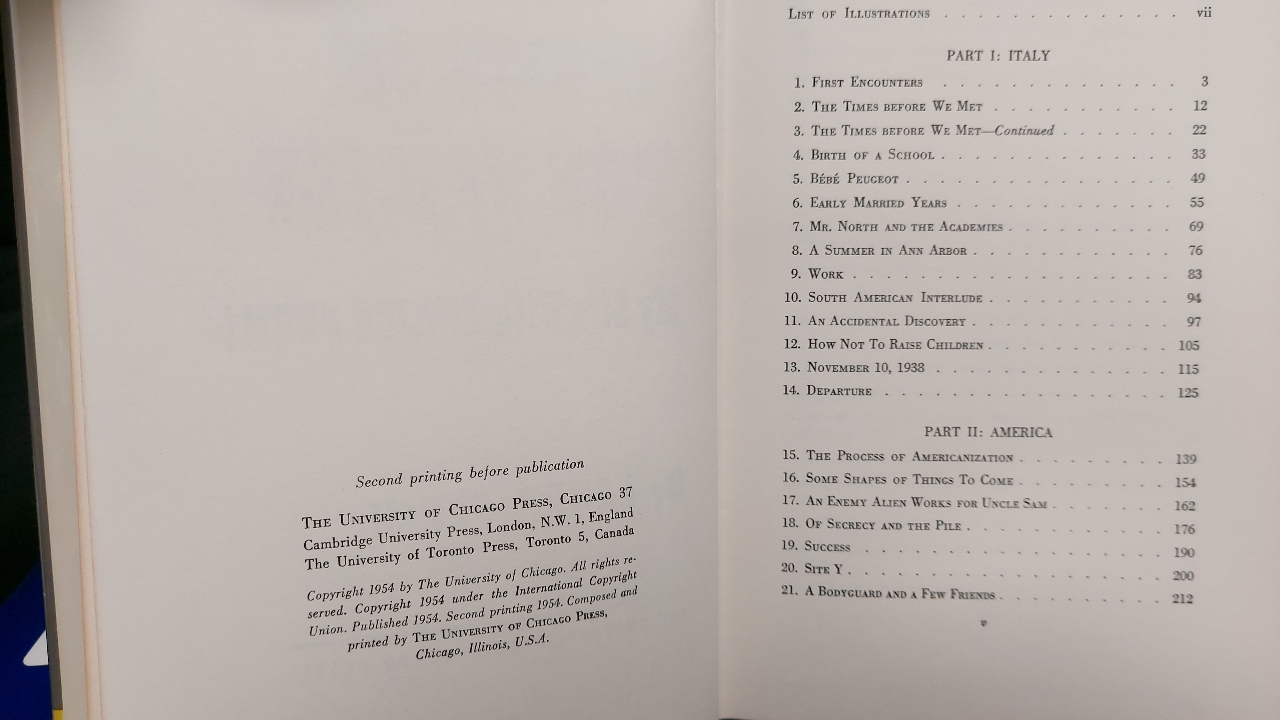 Second printing before publication
The University of Chicago Press, Chicago 37
Cambridge University Press, London, N.W. 1, England
The University of Toronto Press, Toronto 5, Canada
Copyright 1954 by The University of Chicago. All rights re-
served. Copyright 1954 under the International Copyright
Union. Published 1954. Second printing 1954. Composed and
printed by The University of Chicago Press,
Chicago, Illinois, U.S.A.
List of Illustrations . . . . . . . . . . . . . . vii
PART I: ITALY
1. First Encounters . . . . . . . . . . . . . 3
2. The Times before We Met . . . . . . . . . . . 12
3. The Times before We Met—Continued . . . . . . . 22
4. Birth of a School . . . . . . . . . . . . . 33
5. Bébé Peugeot . . . . . . . . . . . . . . . 49
6. Early Married Years . . . . . . . . . . . . 55
7. Mr. North and the Academies . . . . . . . . . . 69
8. A Summer in Ann Arbor . . . . . . . . . . . . 76
9. Work . . . . . . . . . . . . . . . . . 83
10. South American Interlude . . . . . . . . . . . 94
11. An Accidental Discovery . . . . . . . . . . . . 97
12. How Not To Raise Children . . . . . . . . . . . 105
13. November 10, 1938 . . . . . . . . . . . . . 115
14. Departure . . . . . . . . . . . . . . . . 125
PART II: AMERICA
15. The Process of Americanization . . . . . . . . . 139
16. Some Shapes of Things To Come . . . . . . . . . 154
17. An Enemy Alien Works for Uncle Sam . . . . . . . 162
18. Of Secrecy and the Pile . . . . . . . . . . . . 176
19. Success . . . . . . . . . . . . . . . . . 190
20. Site Y . . . . . . . . . . . . . . . . . 200
21. A Bodyguard and a Few Friends . . . . . . . . . . 212
v